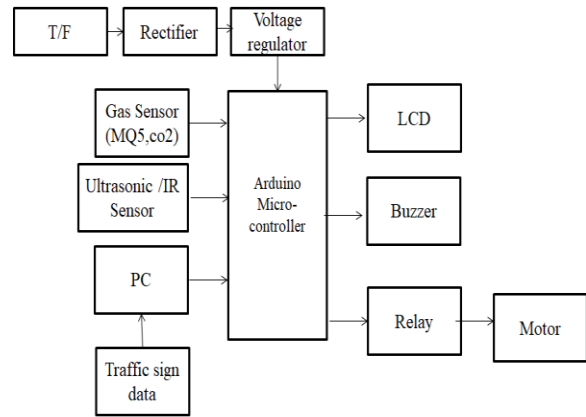 T/F
Rectifier
Voltage
regulator
Gas Sensor
(MQ5,co2)
LCD
Ultrasonic /IR
Sensor
Arduino
Micro-
controller
Buzzer
PC
Relay
Motor
Traffic sign
data